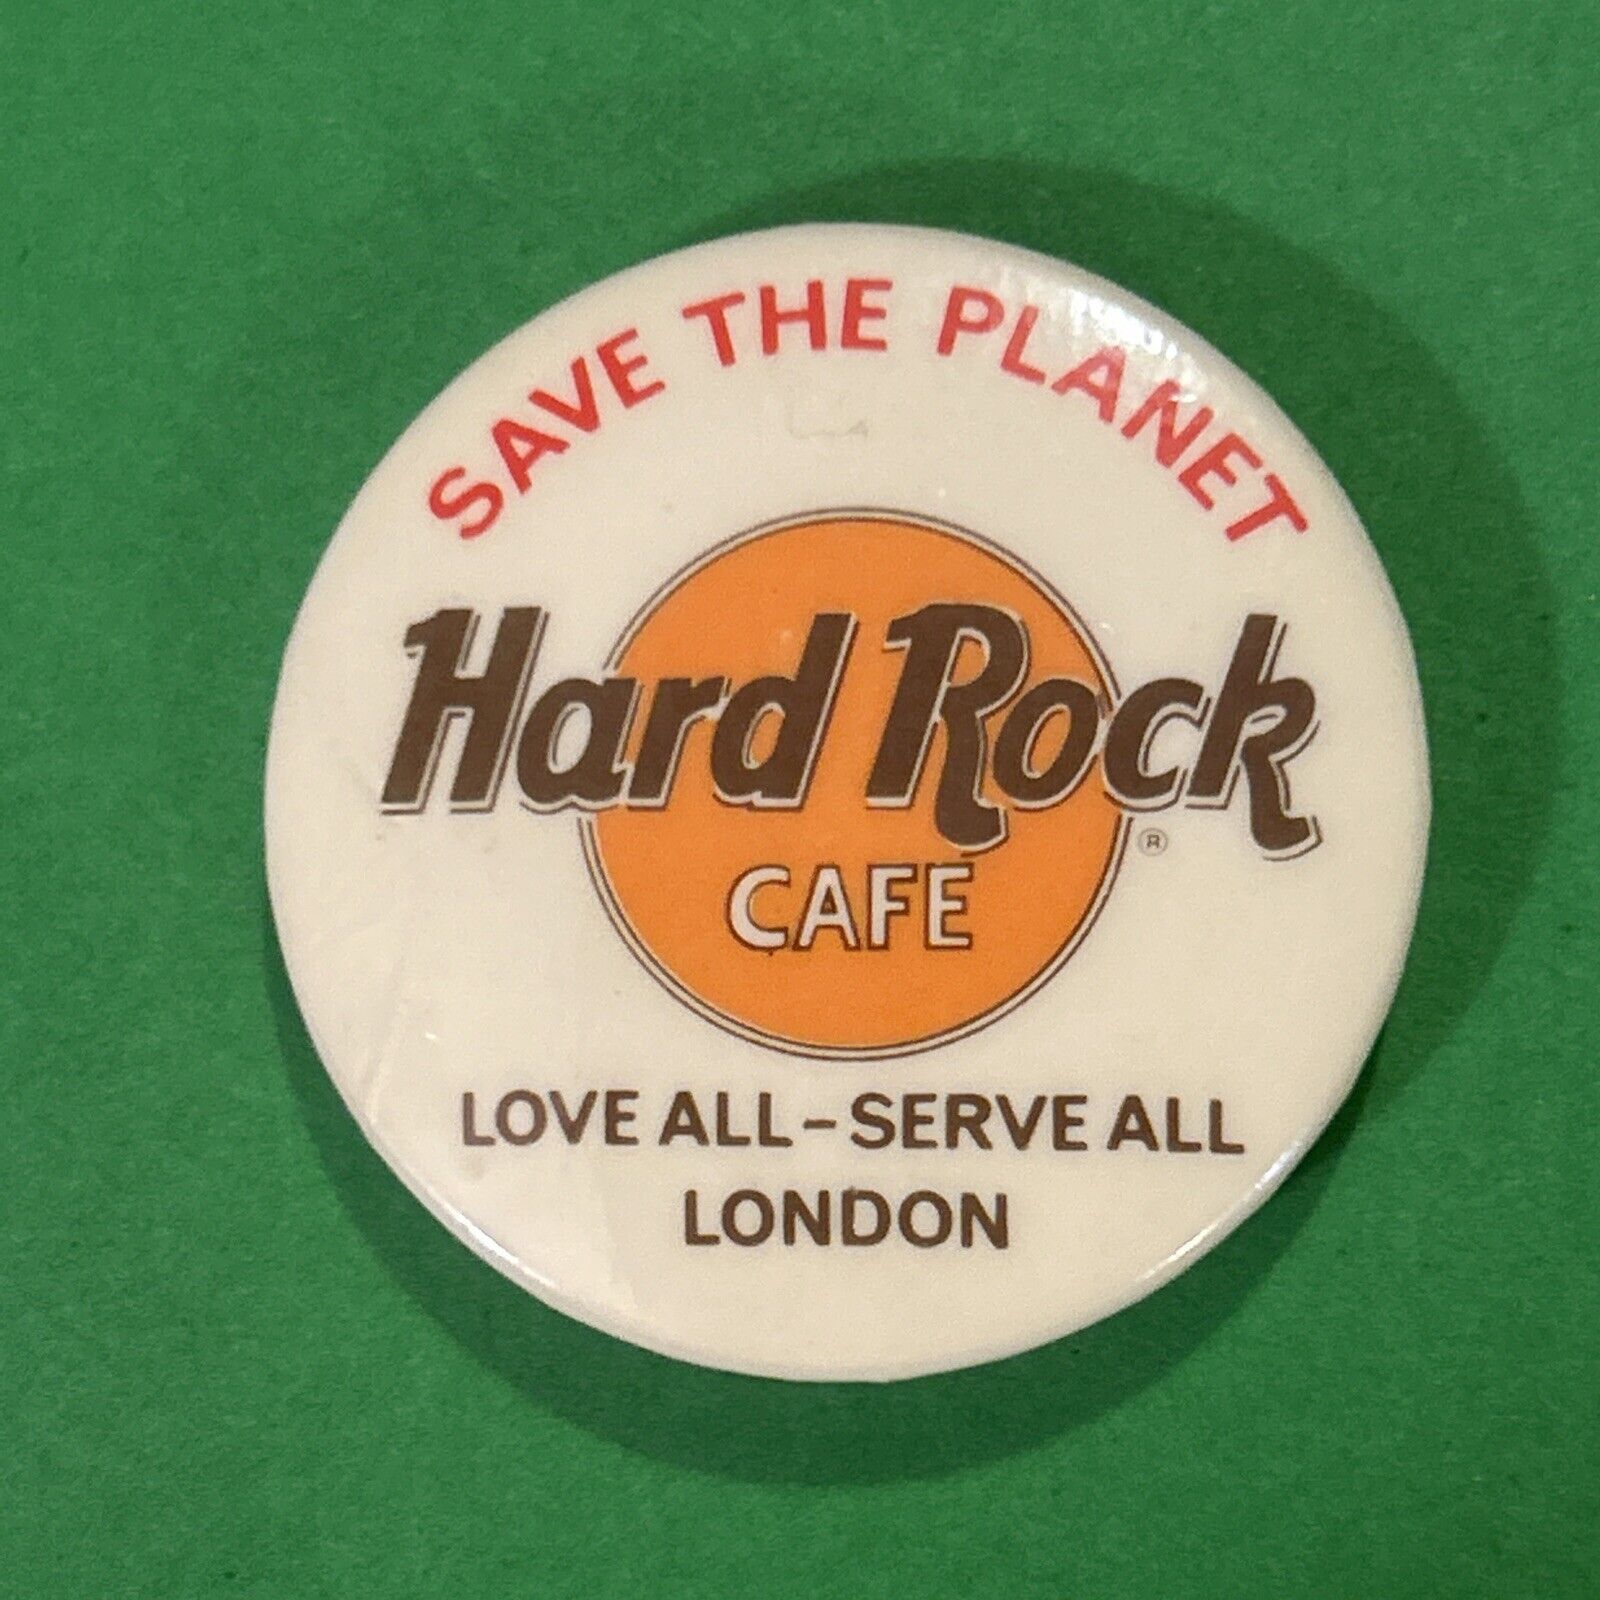 SAVE THE PLANET
Hard Rock
®
CAFE
LOVE ALL – SERVE ALL
LONDON